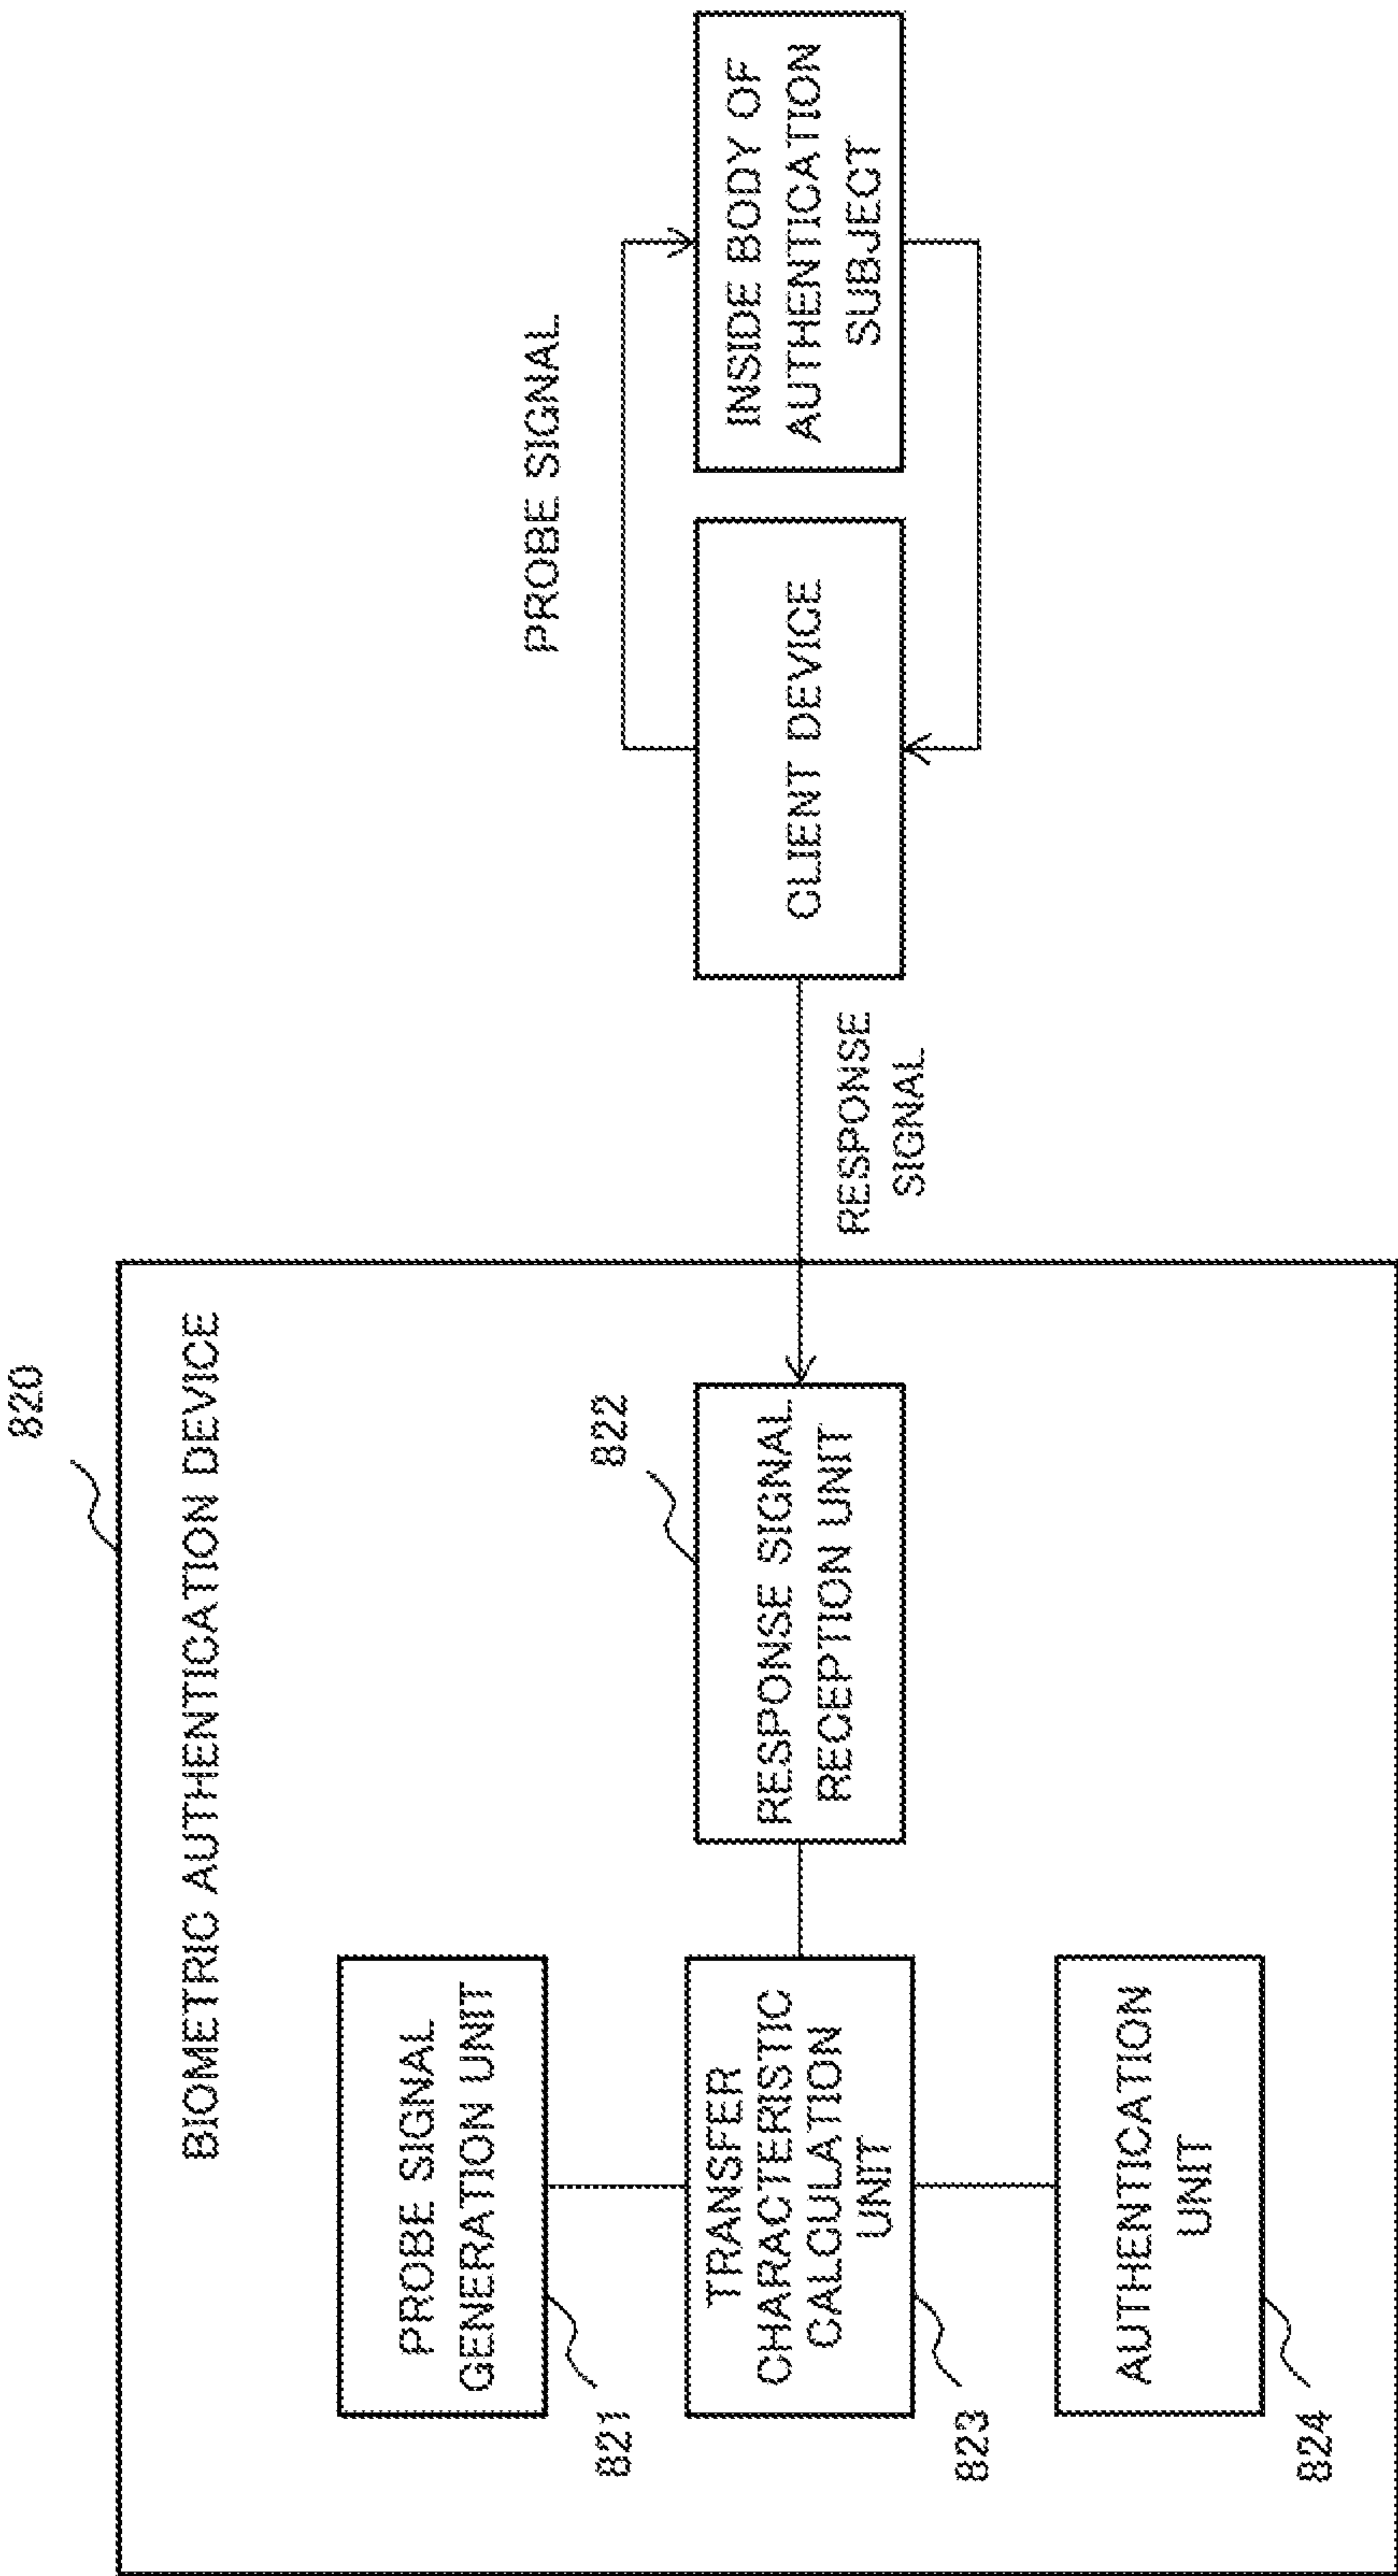 820
BIOMETRIC AUTHENTICATION DEVICE
PROBE SIGNAL
GENERATION UNIT
821
TRANSFER
CHARACTERISTIC
CALCULATION
UNIT
823
AUTHENTICATION
UNIT
824
822
RESPONSE SIGNAL
RECEPTION UNIT
RESPONSE
SIGNAL
CLIENT DEVICE
PROBE SIGNAL
INSIDE BODY OF
AUTHENTICATION
SUBJECT